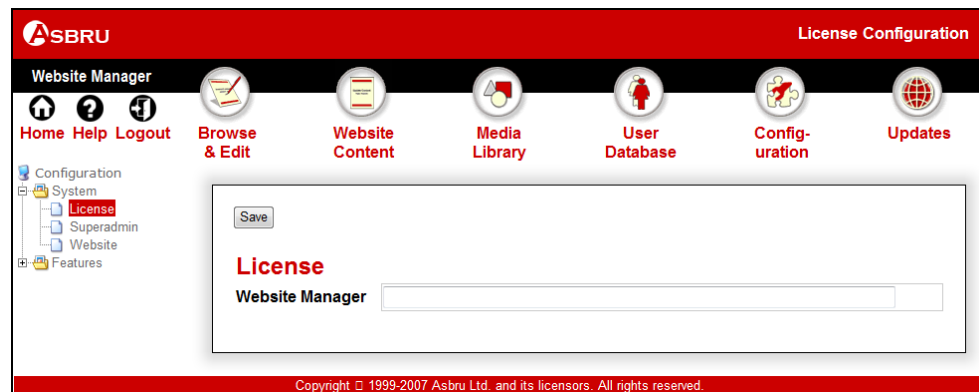 ASBRU
License Configuration
Website Manager
Home Help Logout
Browse & Edit
Website Content
Media Library
User Database
Config-uration
Updates
Configuration
System
License
Superadmin
Website
Features
Save
License
Website Manager
Copyright □ 1999-2007 Asbru Ltd. and its licensors. All rights reserved.